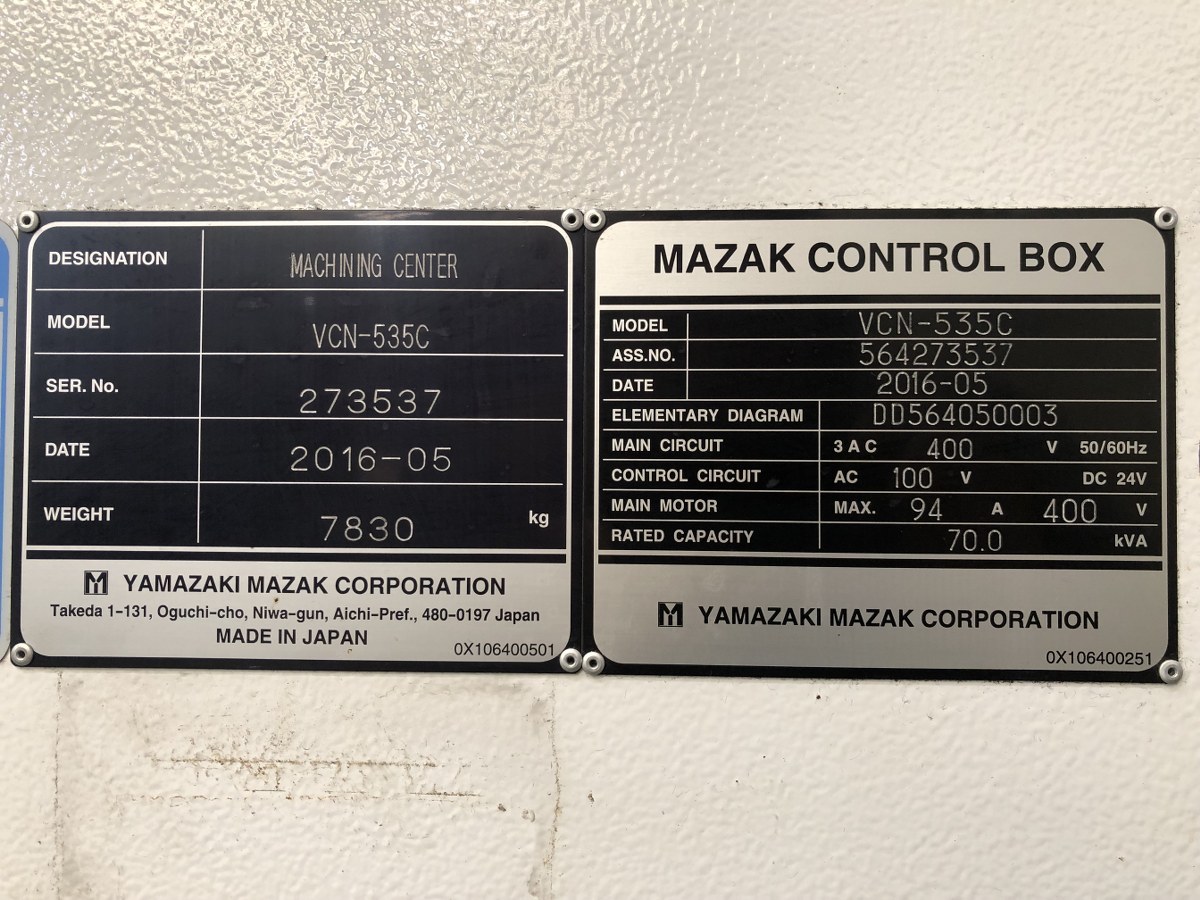 DESIGNATION MACHINING CENTER
MODEL VCN-535C
SER. No. 273537
DATE 2016-05
WEIGHT 7830 kg
YAMAZAKI MAZAK CORPORATION
Takeda 1-131, Oguchi-cho, Niwa-gun, Aichi-Pref., 480-0197 Japan
MADE IN JAPAN
0X106400501
MAZAK CONTROL BOX
MODEL VCN-535C
ASS.NO. 564273537
DATE 2016-05
ELEMENTARY DIAGRAM DD564050003
MAIN CIRCUIT 3 A C 400 V 50/60Hz
CONTROL CIRCUIT AC 100 V DC 24V
MAIN MOTOR MAX. 94 A 400 V
RATED CAPACITY 70.0 kVA
YAMAZAKI MAZAK CORPORATION
0X106400251